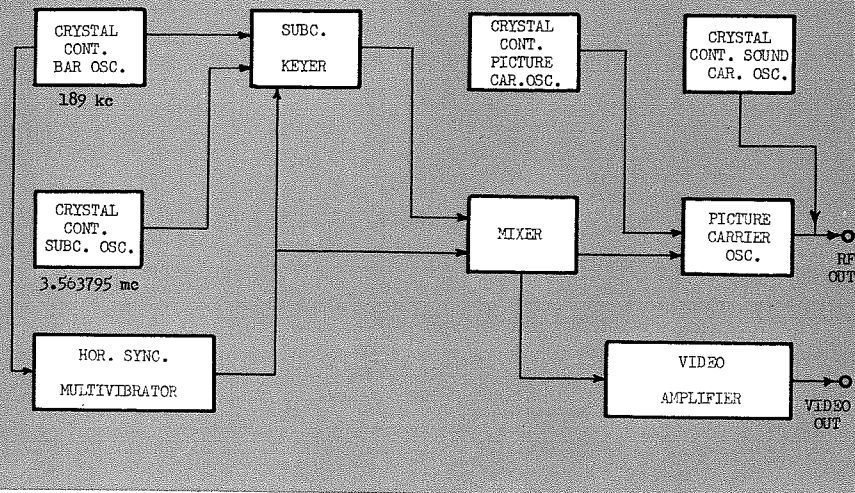 CRYSTAL
CONT.
BAR OSC.
189 kc
SUBC.
KEYER
CRYSTAL
CONT.
PICTURE
CAR.OSC.
CRYSTAL
CONT. SOUND
CAR. OSC.
CRYSTAL
CONT.
SUBC. OSC.
3.563795 mc
MIXER
PICTURE
CARRIER
OSC.
RF
OUT
HOR. SYNC.
MULTIVIBRATOR
VIDEO
AMPLIFIER
VIDEO
OUT